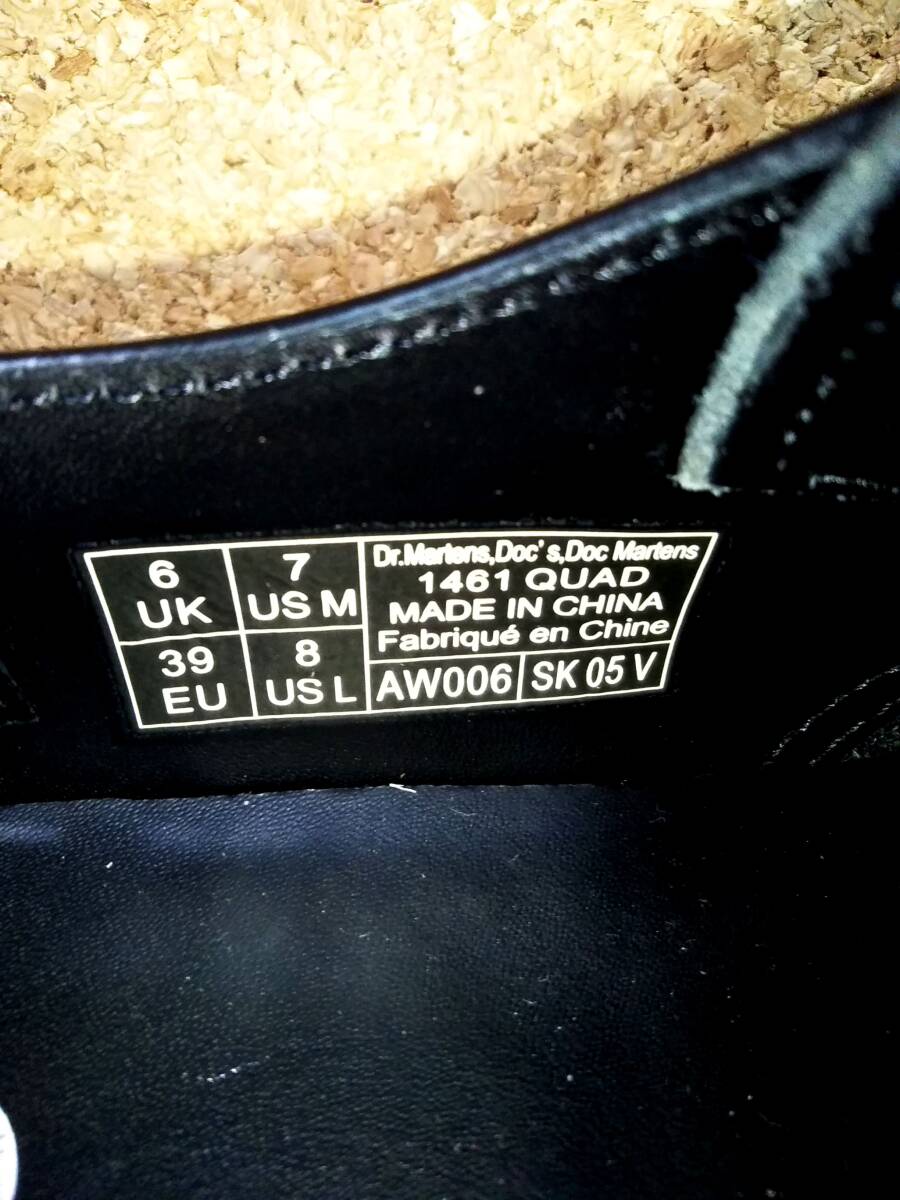 6
UK
7
US M
39
EU
8
US L
Dr.Martens,Doc's,Doc Martens
1461 QUAD
MADE IN CHINA
Fabriqué en Chine
AW006
SK 05 V